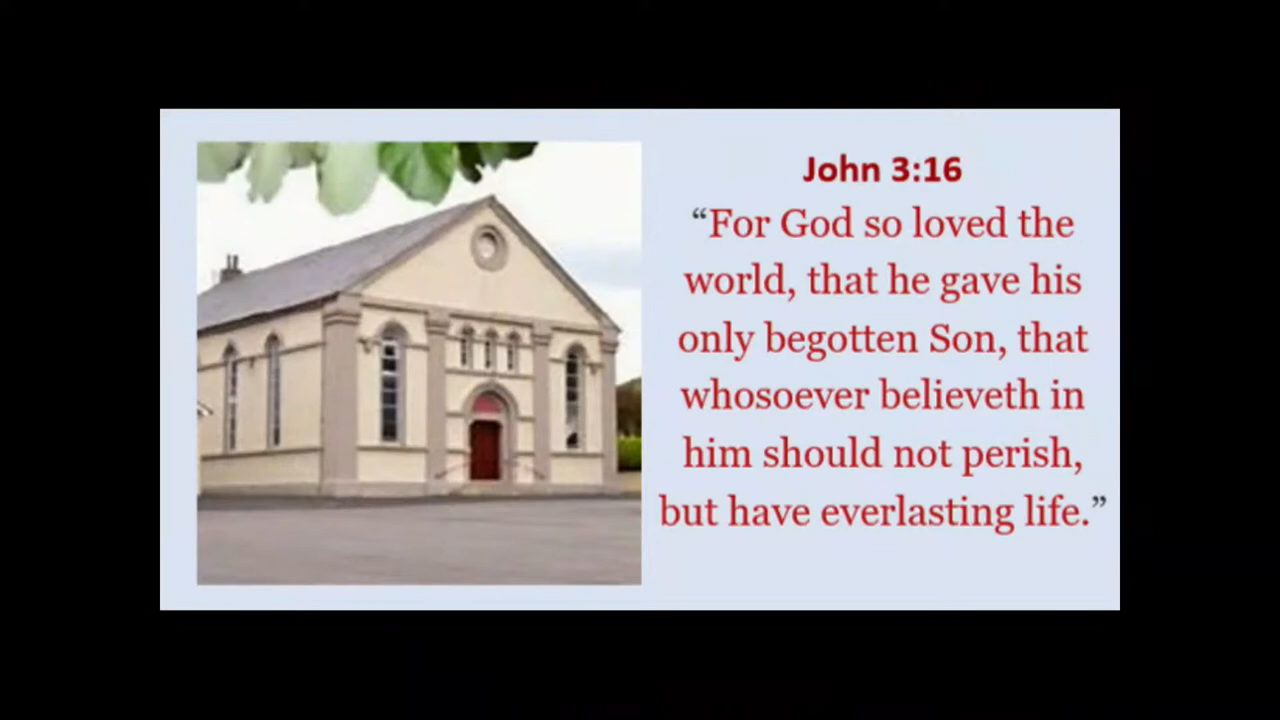 John 3:16
“For God so loved the
world, that he gave his
only begotten Son, that
whosoever believeth in
him should not perish,
but have everlasting life.”